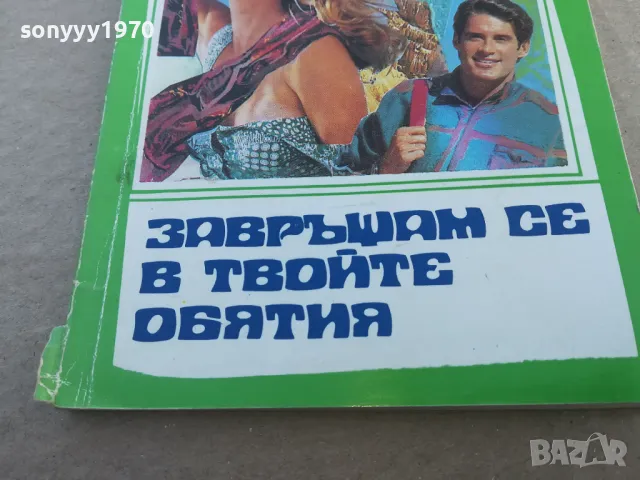 sonyyy1970
ЗАВРЪЩАМ СЕ
В ТВОЙТЕ
ОБЯТИЯ
BAZAR